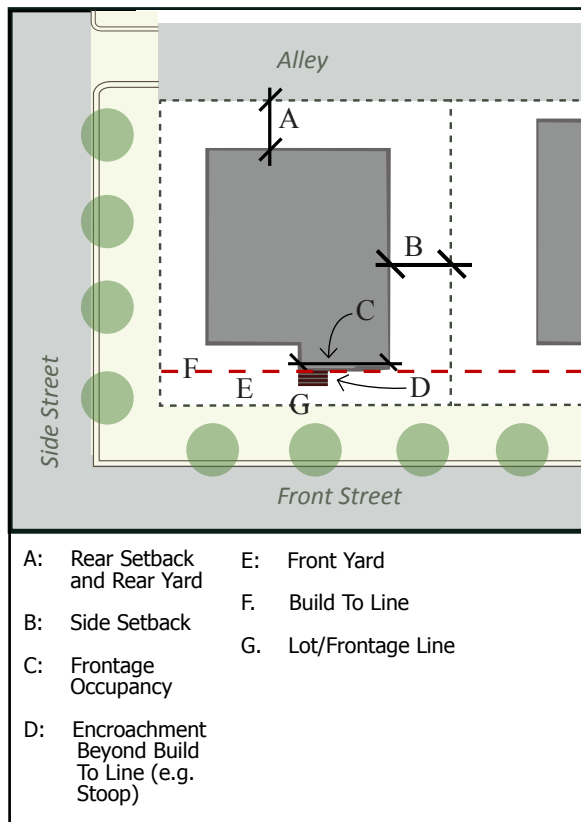 Alley
A
B
C
F
E
D
G
Side Street
Front Street
A: Rear Setback
and Rear Yard
B: Side Setback
C: Frontage
Occupancy
D: Encroachment
Beyond Build
To Line (e.g.
Stoop)
E: Front Yard
F. Build To Line
G. Lot/Frontage Line